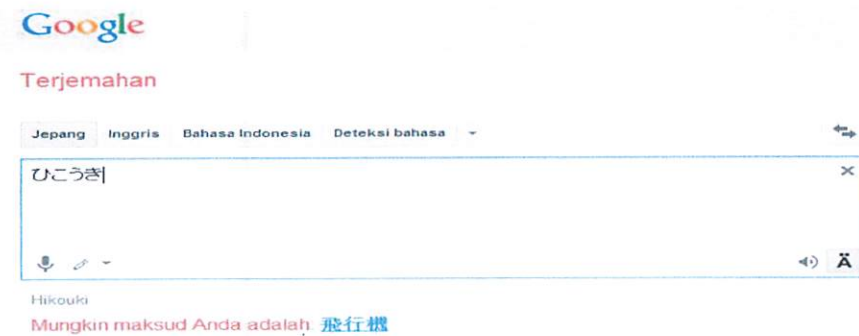 Google
Terjemahan
Jepang Inggris Bahasa Indonesia Deteksi bahasa
ひこうき
Ä
Hikouki
Mungkin maksud Anda adalah: 飛行機